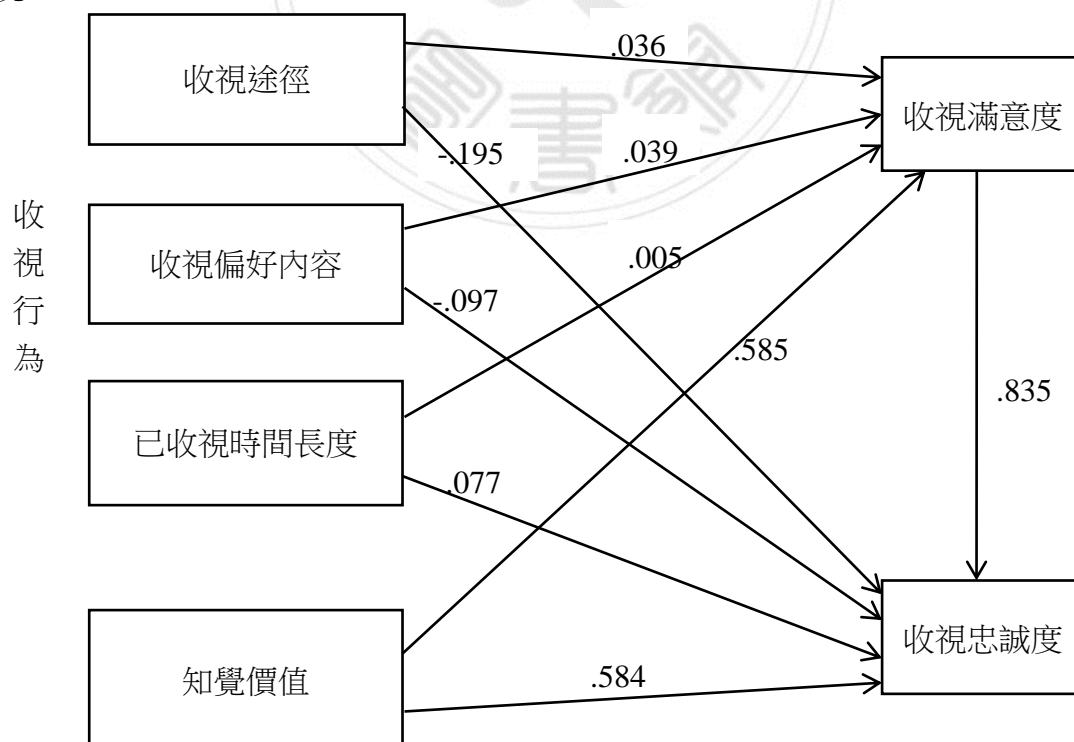 收視途徑
.036
收視滿意度
-.195
.039
收視行為
收視偏好內容
.005
-.097
.585
.835
已收視時間長度
.077
收視忠誠度
知覺價值
.584